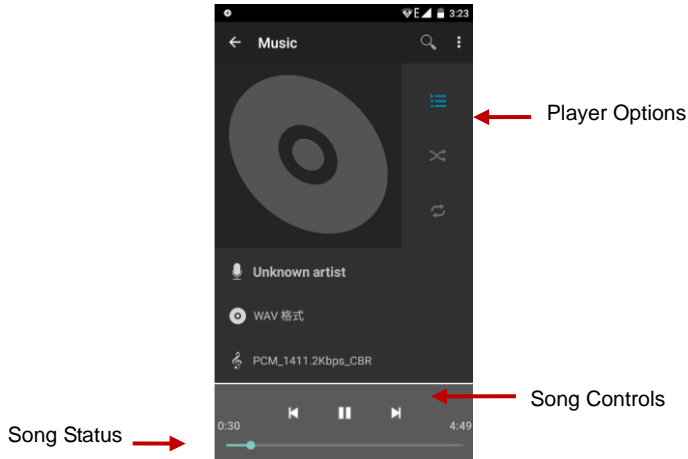 E 3:23
Music
Player Options
Unknown artist
WAV 格式
PCM_1411.2Kbps_CBR
Song Controls
0:30 4:49
Song Status